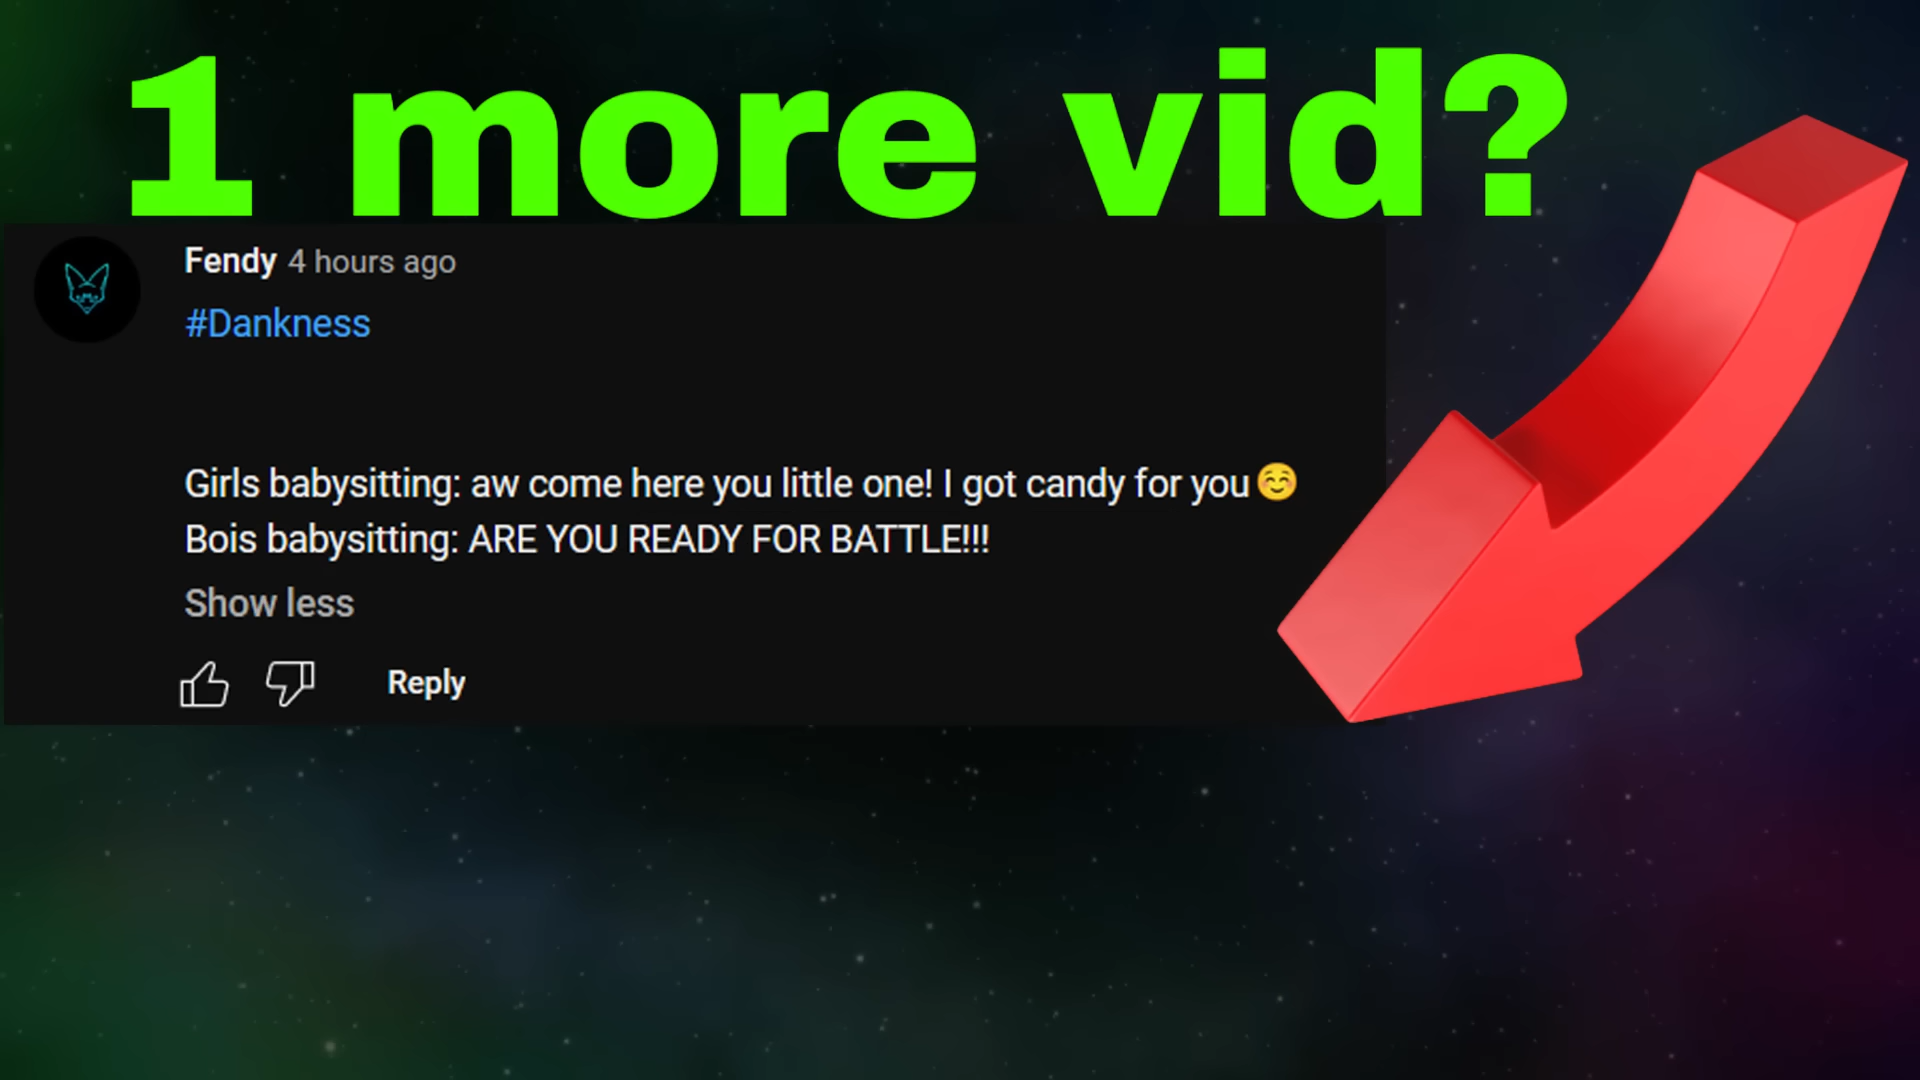 1 more vid?
Fendy 4 hours ago
#Dankness
Girls babysitting: aw come here you little one! I got candy for you☺️
Bois babysitting: ARE YOU READY FOR BATTLE!!!
Show less
Reply